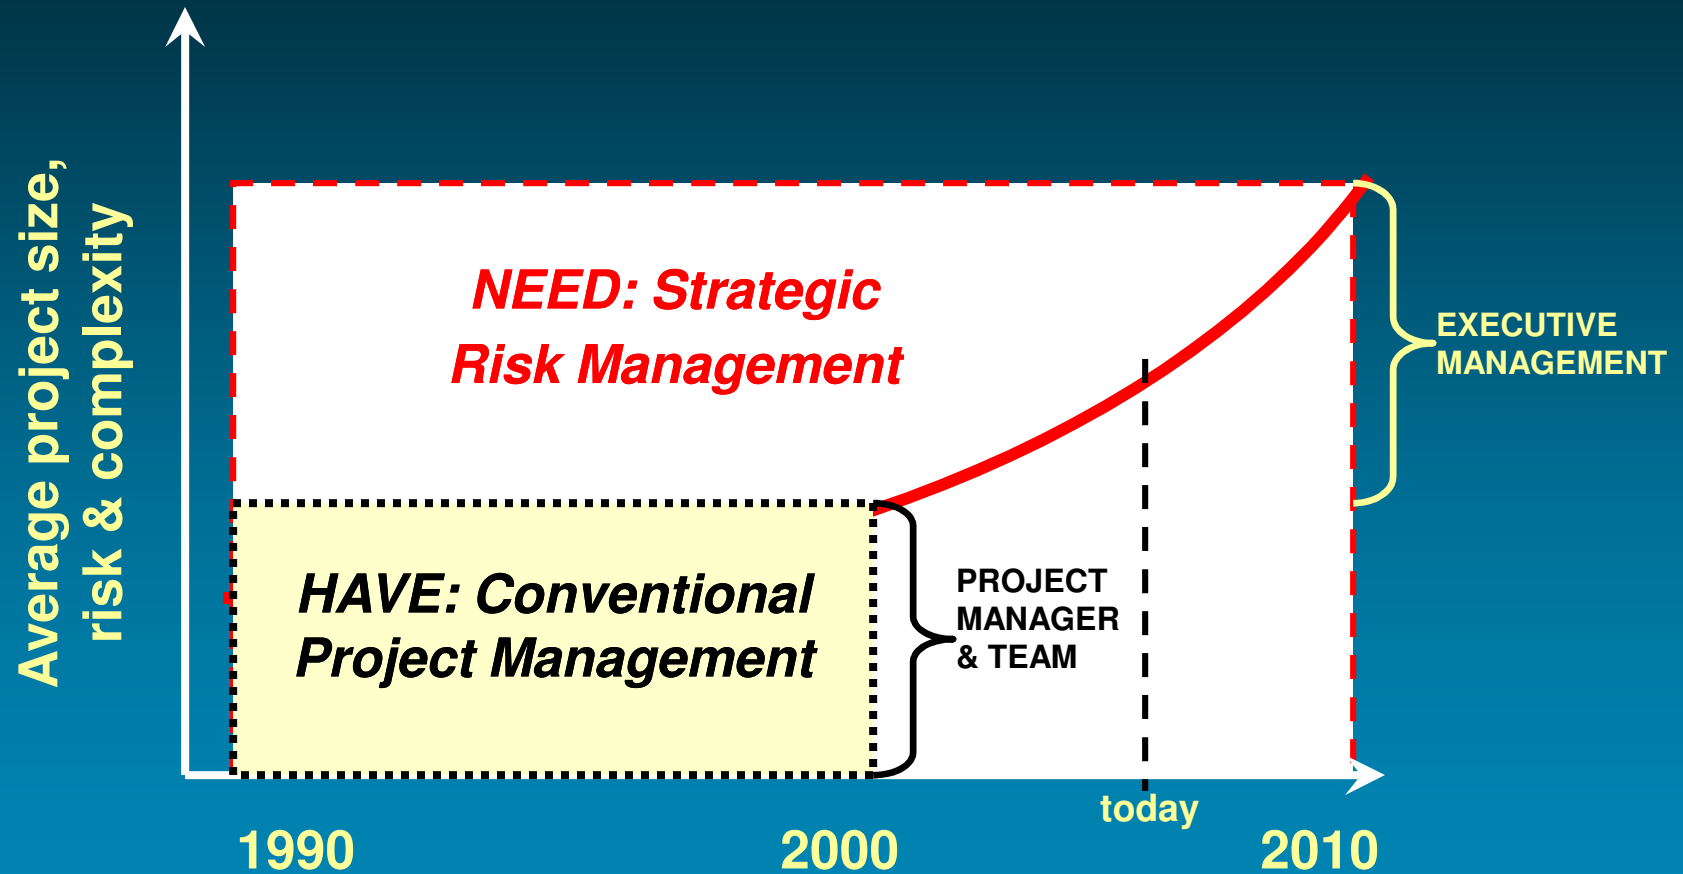 Average project size,
risk & complexity
NEED: Strategic
Risk Management
EXECUTIVE
MANAGEMENT
HAVE: Conventional
Project Management
PROJECT
MANAGER
& TEAM
today
1990
2000
2010